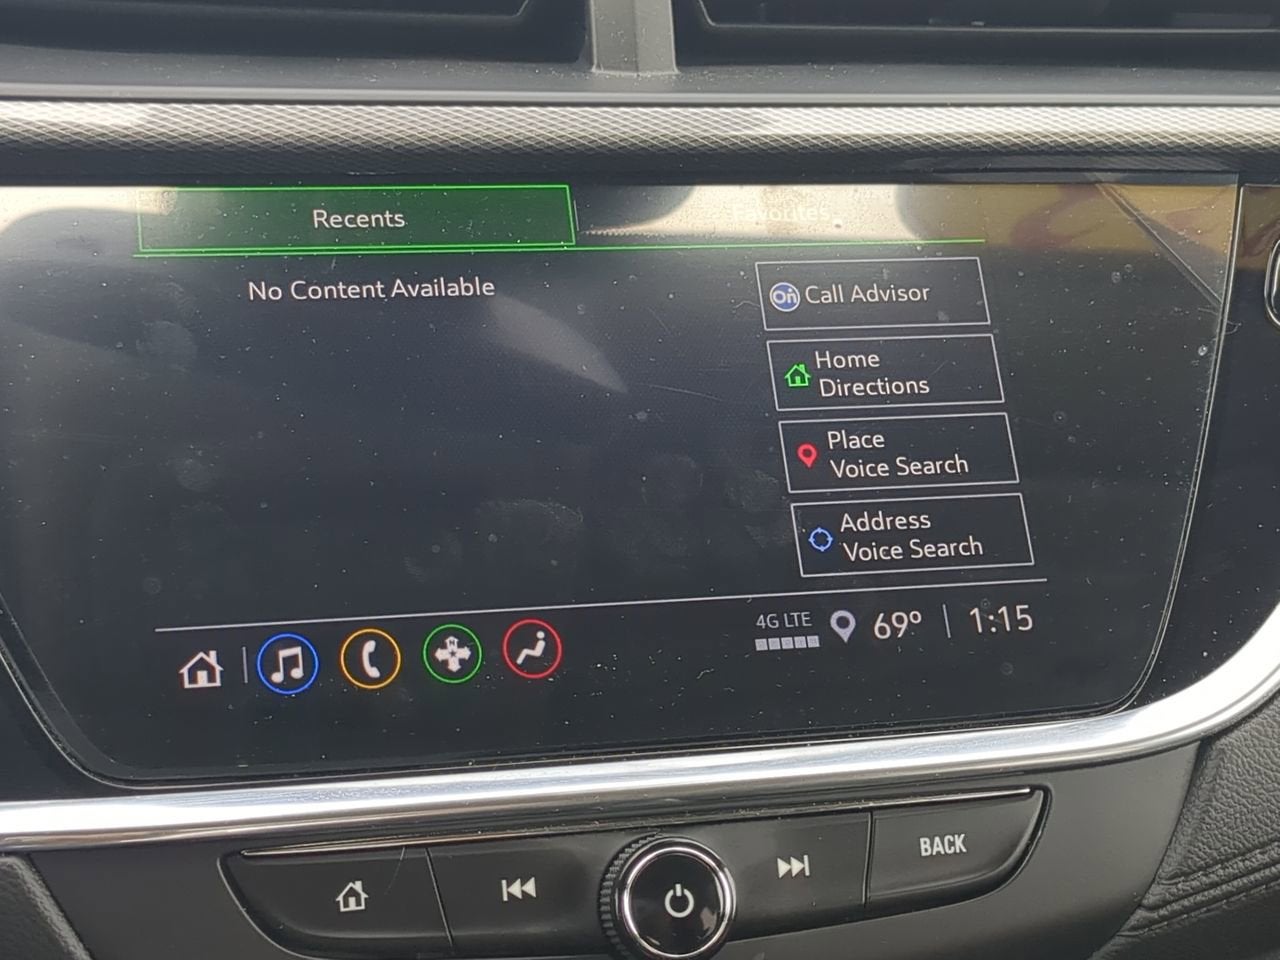 Recents
Favorites
No Content Available
On Call Advisor
Home
Directions
Place
Voice Search
Address
Voice Search
N
4G LTE
69°
1:15
BACK